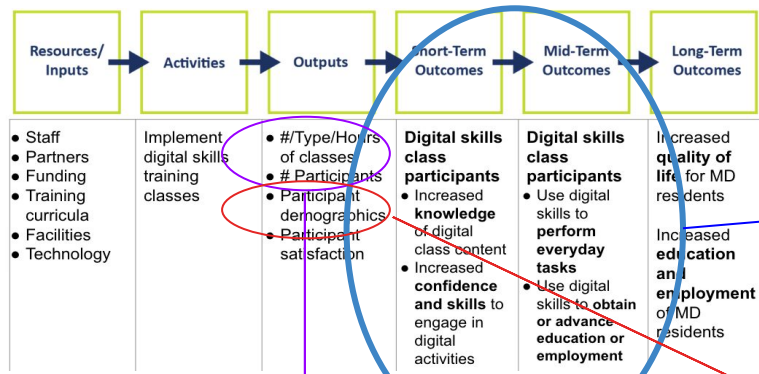 Resources/
Inputs
Activities
Outputs
Short-Term
Outcomes
Mid-Term
Outcomes
Long-Term
Outcomes
● Staff
● Partners
● Funding
● Training
curricula
● Facilities
● Technology
Implement
digital skills
training
classes
● #/Type/Hours
of classes
● # Participants
● Participant
demographics
● Participant
satisfaction
Digital skills
class
participants
● Increased
knowledge
of digital
class content
● Increased
confidence
and skills to
engage in
digital
activities
Digital skills
class
participants
● Use digital
skills to
perform
everyday
tasks
● Use digital
skills to obtain
or advance
education or
employment
Increased
quality of
life for MD
residents
Increased
education
and
employment
of MD
residents